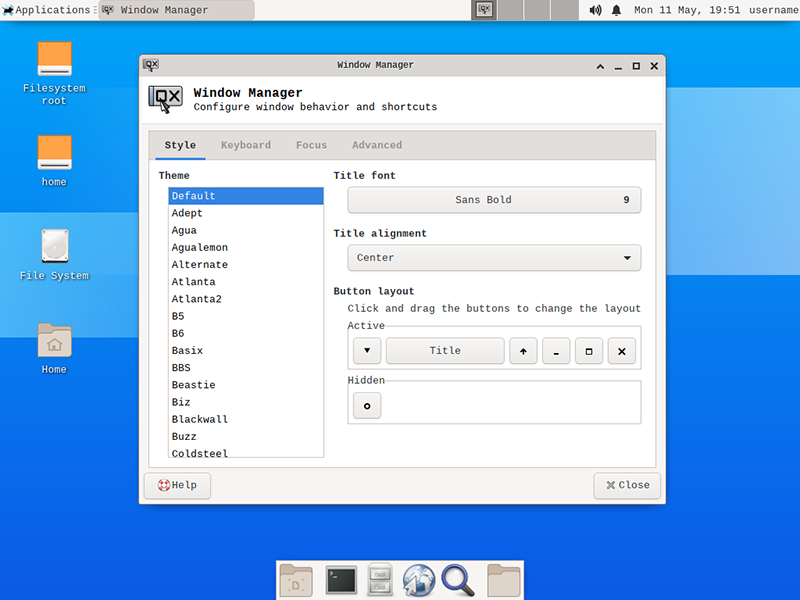 Applications
Window Manager
Mon 11 May, 19:51
username
Filesystem
root
home
File System
Home
Window Manager
Window Manager
Configure window behavior and shortcuts
Style
Keyboard
Focus
Advanced
Theme
Default
Adept
Agua
Agualemon
Alternate
Atlanta
Atlanta2
B5
B6
Basix
BBS
Beastie
Biz
Blackwall
Buzz
Coldsteel
Title font
Sans Bold 9
Title alignment
Center
Button layout
Click and drag the buttons to change the layout
Active
Title
Hidden
Help
Close